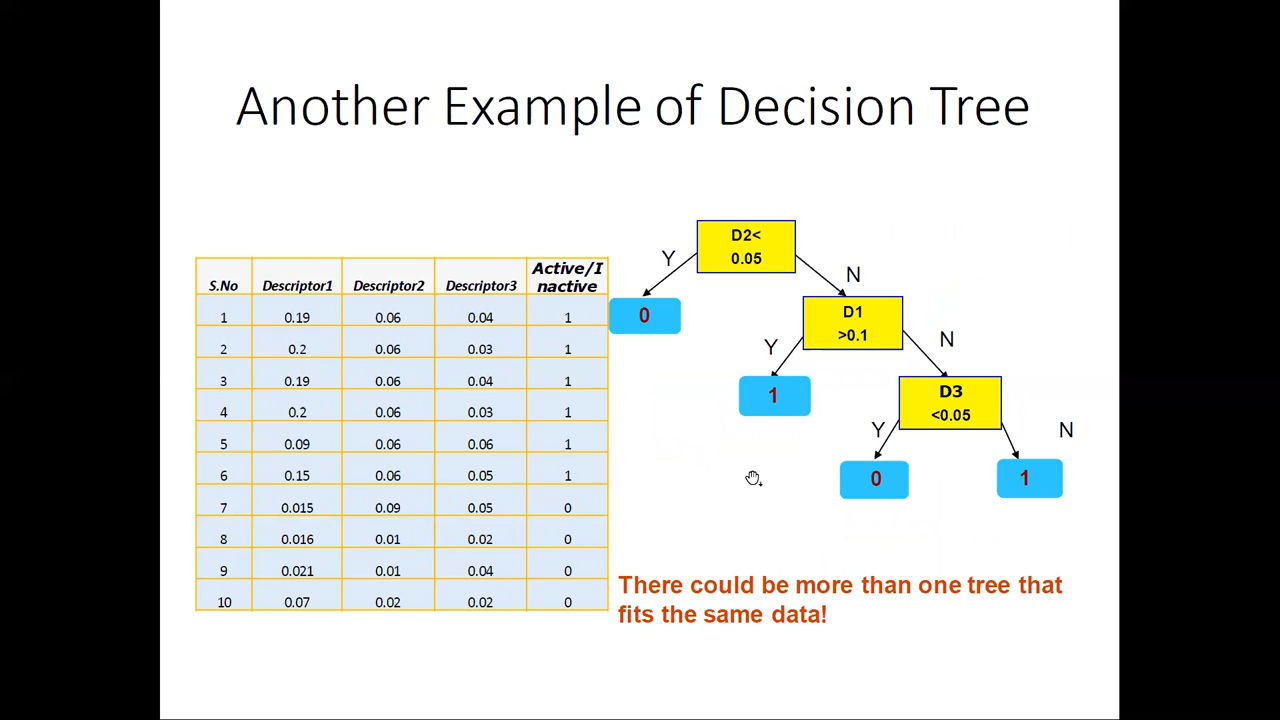 Another Example of Decision Tree
S.No Descriptor1 Descriptor2 Descriptor3 Active/I
nactive
1 0.19 0.06 0.04 1
2 0.2 0.06 0.03 1
3 0.19 0.06 0.04 1
4 0.2 0.06 0.03 1
5 0.09 0.06 0.06 1
6 0.15 0.06 0.05 1
7 0.015 0.09 0.05 0
8 0.016 0.01 0.02 0
9 0.021 0.01 0.04 0
10 0.07 0.02 0.02 0
D2<
0.05
Y
N
0
D1
>0.1
Y
N
1
D3
<0.05
Y
N
0
1
There could be more than one tree that
fits the same data!